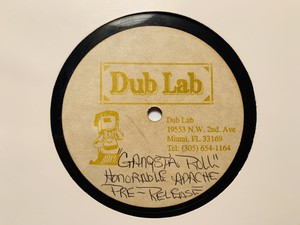 Dub Lab
Dub Lab
19553 N.W. 2nd. Ave
Miami, FL 33169
Tel: (305) 654-1164
"GANGSTA ROLL"
HONORABLE APACHE
PRE-RELEASE